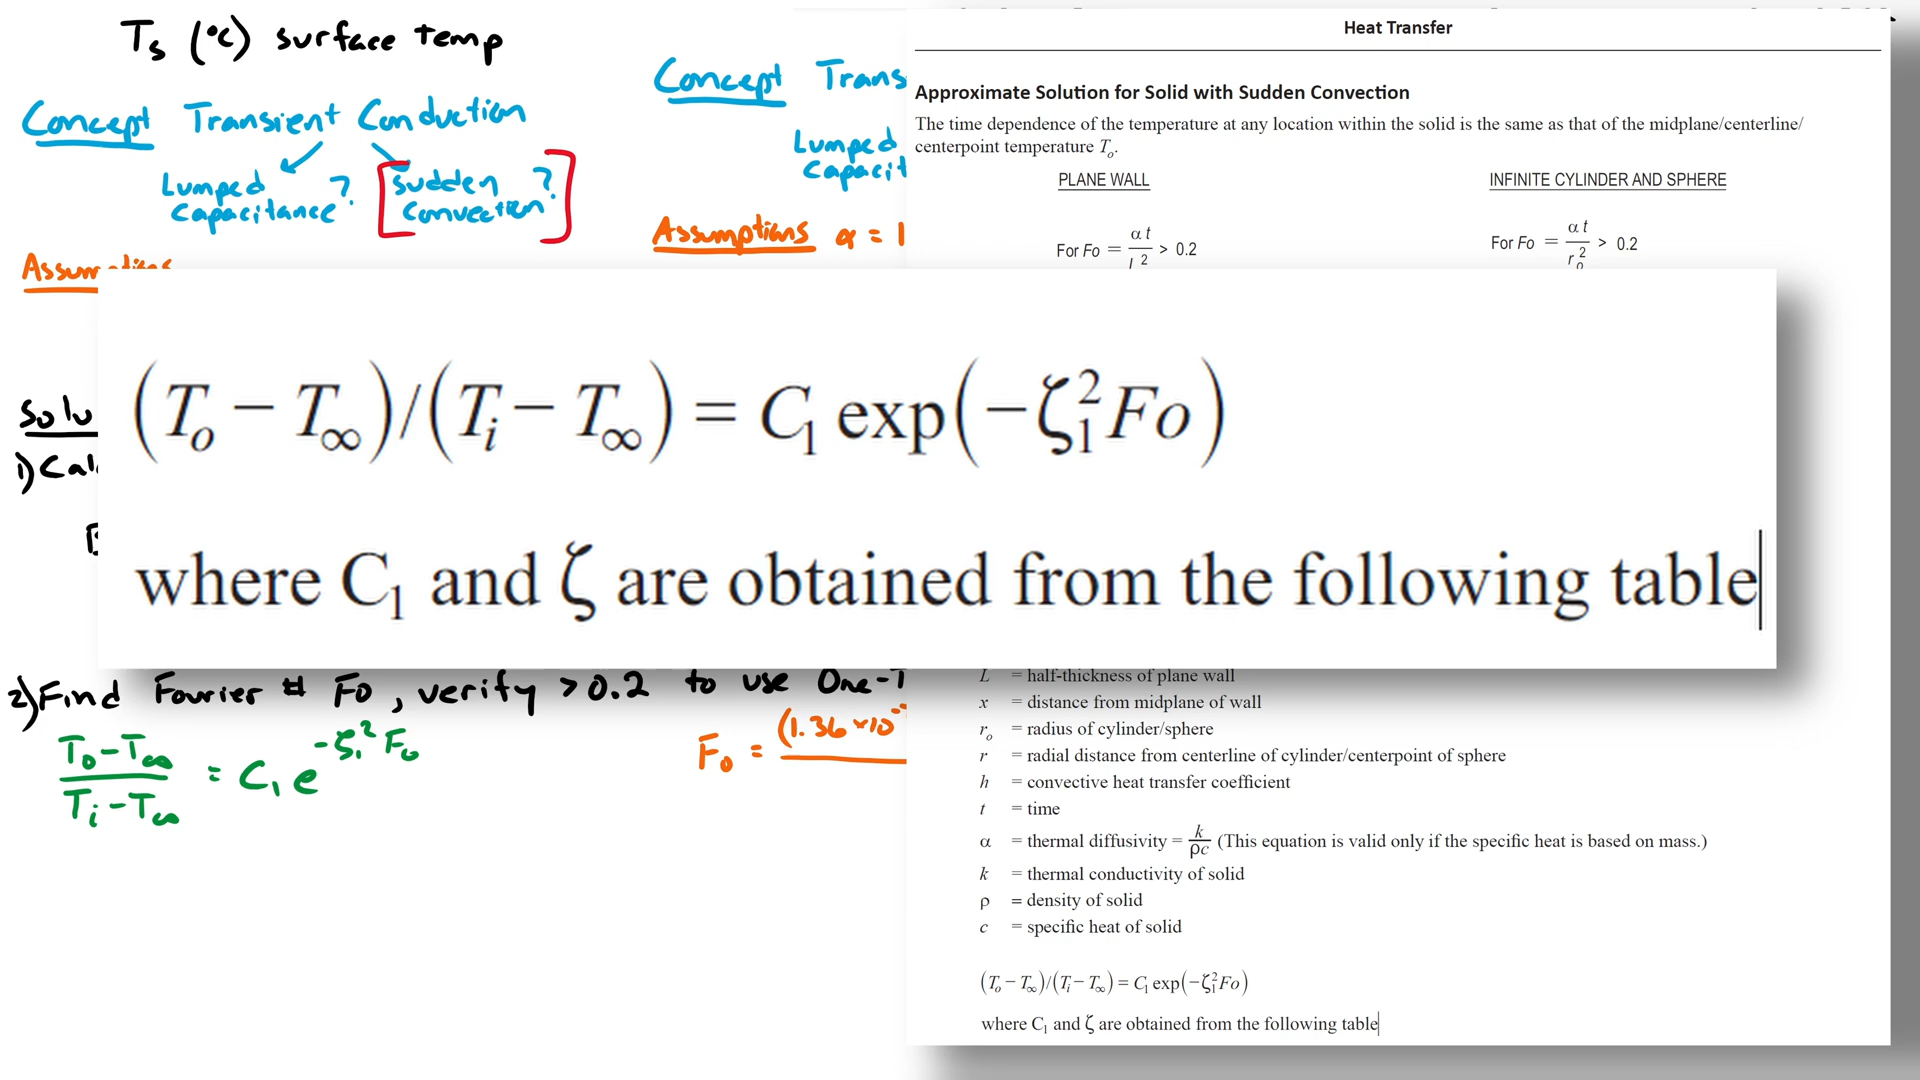 Ts (°C) surface temp
Concept Transient Conduction
Lumped Capacitance ?
Sudden Convection ?
Concept Trans
Lumped
Capacit
Assumptions α = 1
Solu
1) Cal
Heat Transfer
Approximate Solution for Solid with Sudden Convection
The time dependence of the temperature at any location within the solid is the same as that of the midplane/centerline/
centerpoint temperature To.
PLANE WALL
INFINITE CYLINDER AND SPHERE
For Fo = αt / L² > 0.2
For Fo = αt / ro² > 0.2
(To − T∞)/(Ti − T∞) = C1 exp(−ζ1² Fo)
where C1 and ζ are obtained from the following table
2) Find Fourier # Fo, verify >0.2 to use One-T
To − T∞ / Ti − T∞ = C1 e^−ζ1² Fo
Fo = (1.36 × 10⁻
L = half-thickness of plane wall
x = distance from midplane of wall
ro = radius of cylinder/sphere
r = radial distance from centerline of cylinder/centerpoint of sphere
h = convective heat transfer coefficient
t = time
α = thermal diffusivity = k/ρc (This equation is valid only if the specific heat is based on mass.)
k = thermal conductivity of solid
ρ = density of solid
c = specific heat of solid
(To − T∞)/(Ti − T∞) = C1 exp(−ζ1² Fo)
where C1 and ζ are obtained from the following table